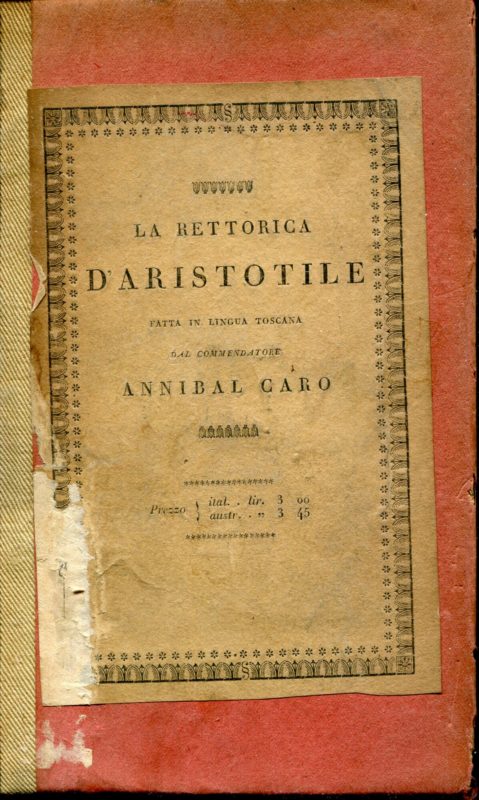 LA RETTORICA
D'ARISTOTILE
FATTA IN LINGUA TOSCANA
DAL COMMENDATORE
ANNIBAL CARO
Prezzo { ital. . lir. 3 00
austr. . „ 3 45